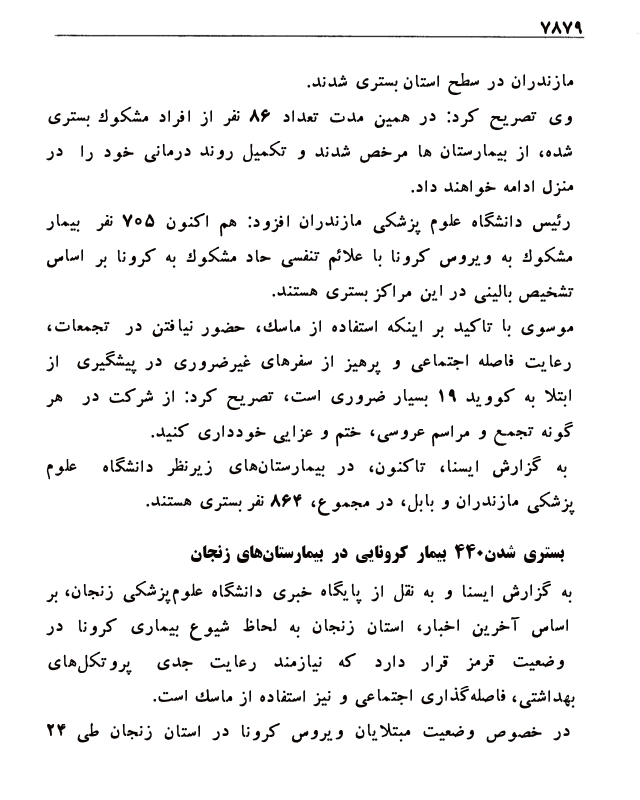 ۷۸۷۹
مازندران در سطح استان بستری شدند.
وی تصریح کرد: در همین مدت تعداد ۸۶ نفر از افراد مشکوك بستری
شده، از بیمارستان ها مرخص شدند و تکمیل روند درمانی خود را در
منزل ادامه خواهند داد.
رئیس دانشگاه علوم پزشکی مازندران افزود: هم اکنون ۷۰۵ نفر بیمار
مشکوك به ویروس کرونا با علائم تنفسی حاد مشکوك به کرونا بر اساس
تشخیص بالینی در این مراکز بستری هستند.
موسوی با تاکید بر اینکه استفاده از ماسك، حضور نیافتن در تجمعات،
رعایت فاصله اجتماعی و پرهیز از سفرهای غیرضروری در پیشگیری از
ابتلا به کووید ۱۹ بسیار ضروری است، تصریح کرد: از شرکت در هر
گونه تجمع و مراسم عروسی، ختم و عزایی خودداری کنید.
به گزارش ایسنا، تاکنون، در بیمارستان‌های زیرنظر دانشگاه علوم
پزشکی مازندران و بابل، در مجموع، ۸۶۴ نفر بستری هستند.
بستری شدن۴۴۰ بیمار کرونایی در بیمارستان‌های زنجان
به گزارش ایسنا و به نقل از پایگاه خبری دانشگاه علوم‌پزشکی زنجان، بر
اساس آخرین اخبار، استان زنجان به لحاظ شیوع بیماری کرونا در
وضعیت قرمز قرار دارد که نیازمند رعایت جدی پروتکل‌های
بهداشتی، فاصله‌گذاری اجتماعی و نیز استفاده از ماسك است.
در خصوص وضعیت مبتلایان ویروس کرونا در استان زنجان طی ۲۴